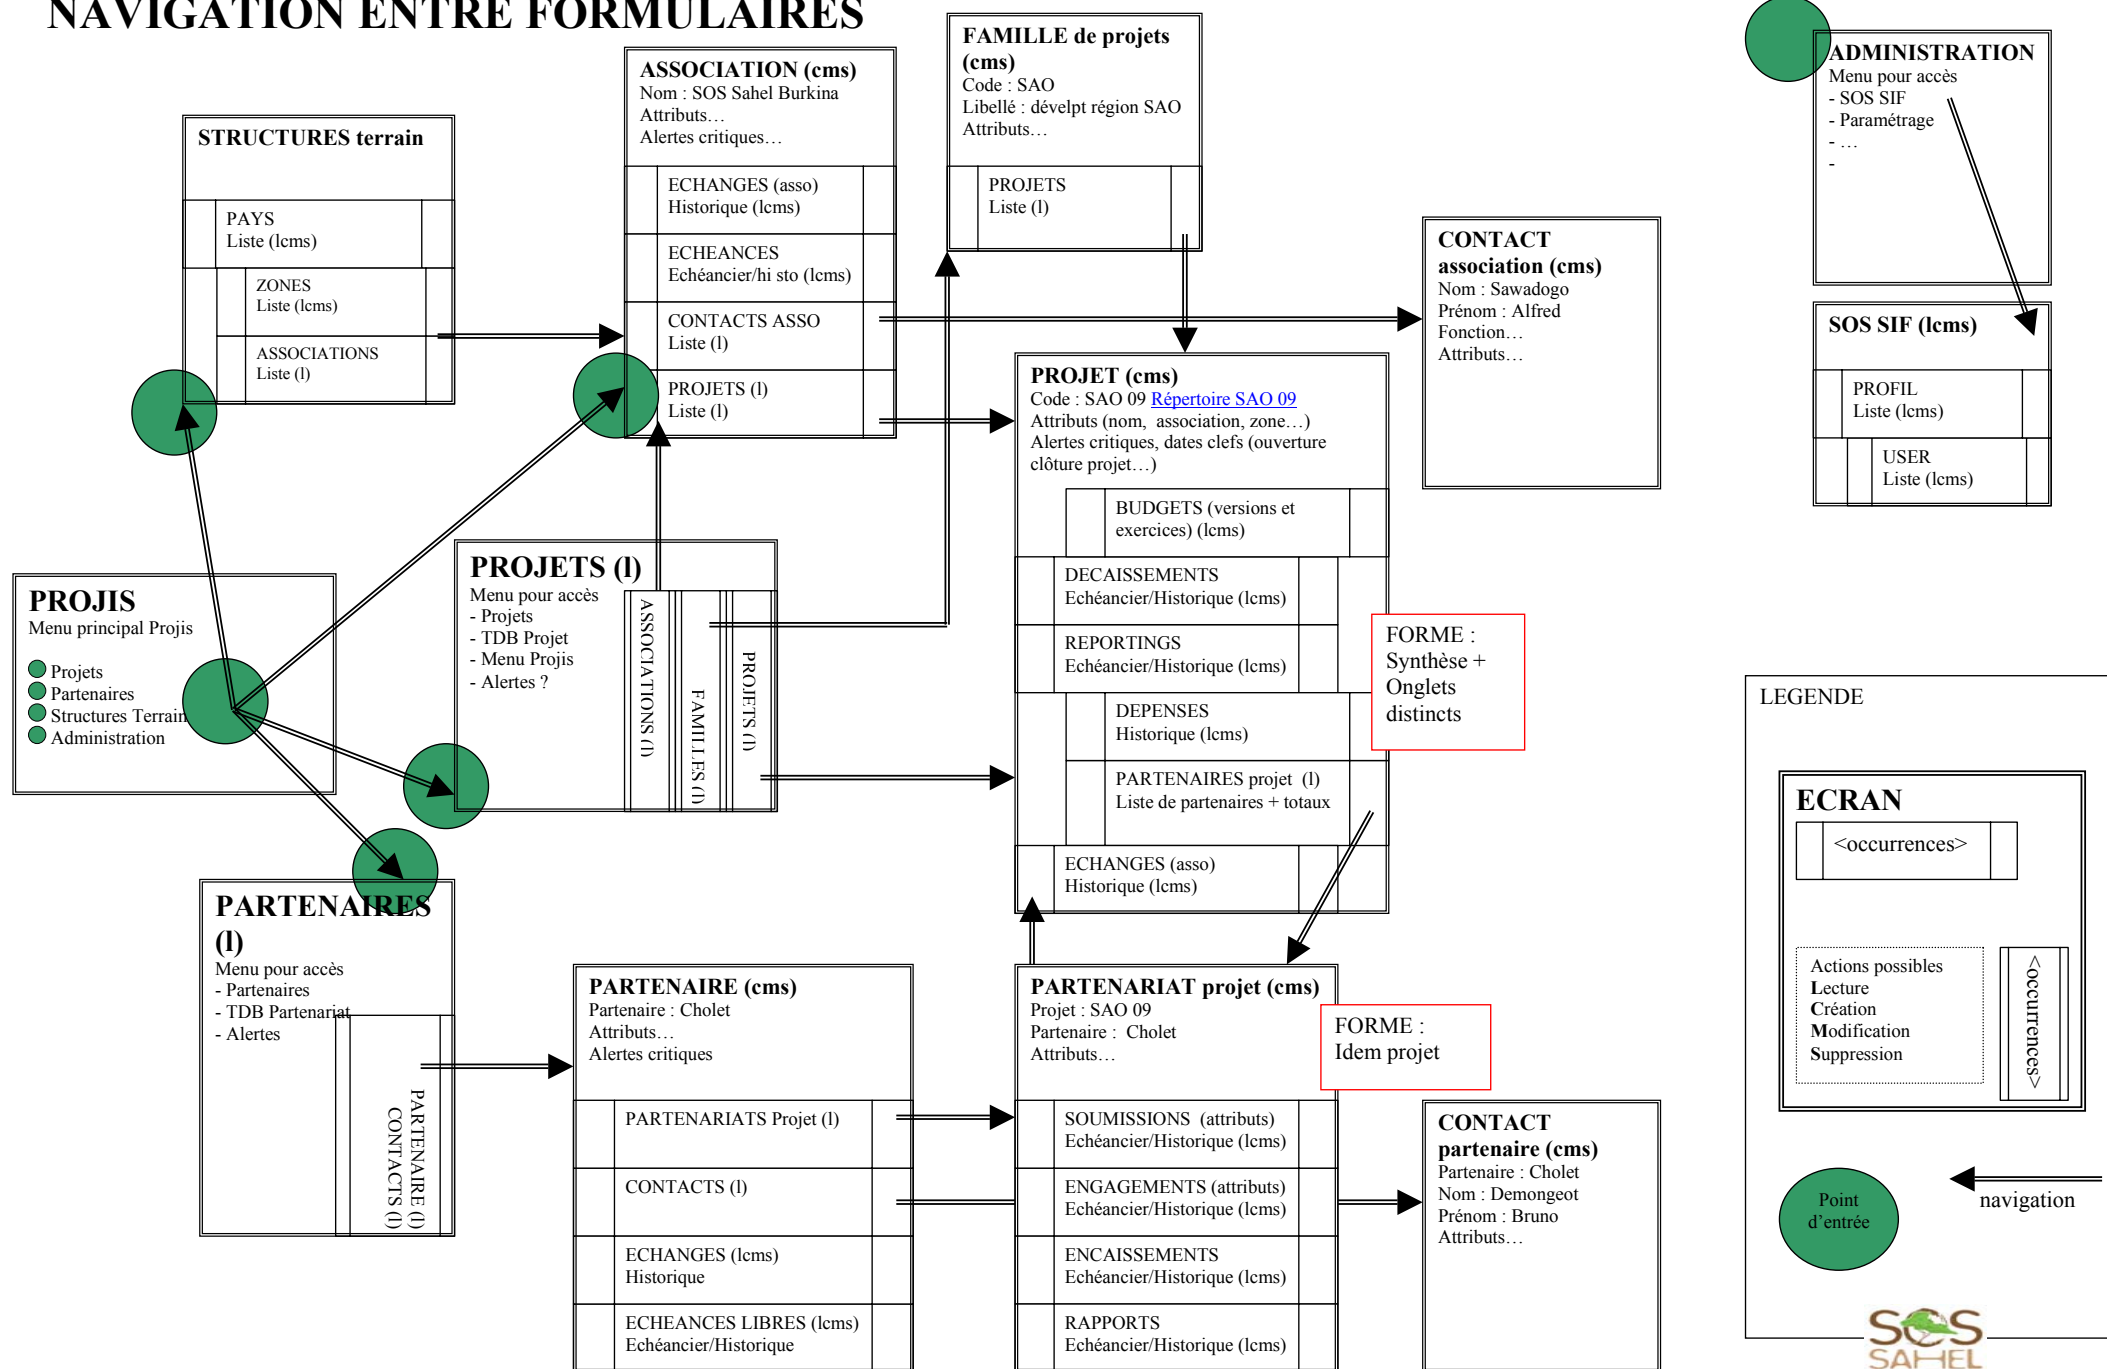 NAVIGATION ENTRE FORMULAIRES
STRUCTURES terrain
PAYS
Liste (lcms)
ZONES
Liste (lcms)
ASSOCIATIONS
Liste (l)
ASSOCIATION (cms)
Nom : SOS Sahel Burkina
Attributs…
Alertes critiques…
ECHANGES (asso)
Historique (lcms)
ECHEANCES
Echéancier/hi sto (lcms)
CONTACTS ASSO
Liste (l)
PROJETS (l)
Liste (l)
FAMILLE de projets
(cms)
Code : SAO
Libellé : dévelpt région SAO
Attributs…
PROJETS
Liste (l)
CONTACT
association (cms)
Nom : Sawadogo
Prénom : Alfred
Fonction…
Attributs…
ADMINISTRATION
Menu pour accès
- SOS SIF
- Paramétrage
- …
-
SOS SIF (lcms)
PROFIL
Liste (lcms)
USER
Liste (lcms)
PROJIS
Menu principal Projis
Projets
Partenaires
Structures Terrain
Administration
PROJETS (l)
Menu pour accès
- Projets
- TDB Projet
- Menu Projis
- Alertes ?
ASSOCIATIONS (l)
FAMILLES (l)
PROJETS (l)
PROJET (cms)
Code : SAO 09 Répertoire SAO 09
Attributs (nom, association, zone…)
Alertes critiques, dates clefs (ouverture
clôture projet…)
BUDGETS (versions et
exercices) (lcms)
DECAISSEMENTS
Echéancier/Historique (lcms)
REPORTINGS
Echéancier/Historique (lcms)
DEPENSES
Historique (lcms)
PARTENAIRES projet (l)
Liste de partenaires + totaux
ECHANGES (asso)
Historique (lcms)
FORME :
Synthèse +
Onglets
distincts
PARTENAIRES
(l)
Menu pour accès
- Partenaires
- TDB Partenariat
- Alertes
PARTENAIRE (l)
CONTACTS (l)
PARTENAIRE (cms)
Partenaire : Cholet
Attributs…
Alertes critiques
PARTENARIATS Projet (l)
CONTACTS (l)
ECHANGES (lcms)
Historique
ECHEANCES LIBRES (lcms)
Echéancier/Historique
PARTENARIAT projet (cms)
Projet : SAO 09
Partenaire : Cholet
Attributs…
SOUMISSIONS (attributs)
Echéancier/Historique (lcms)
ENGAGEMENTS (attributs)
Echéancier/Historique (lcms)
ENCAISSEMENTS
Echéancier/Historique (lcms)
RAPPORTS
Echéancier/Historique (lcms)
FORME :
Idem projet
CONTACT
partenaire (cms)
Partenaire : Cholet
Nom : Demongeot
Prénom : Bruno
Attributs…
LEGENDE
ECRAN
<occurrences>
Actions possibles
Lecture
Création
Modification
Suppression
<occurrences>
Point
d’entrée
navigation
SOS
SAHEL